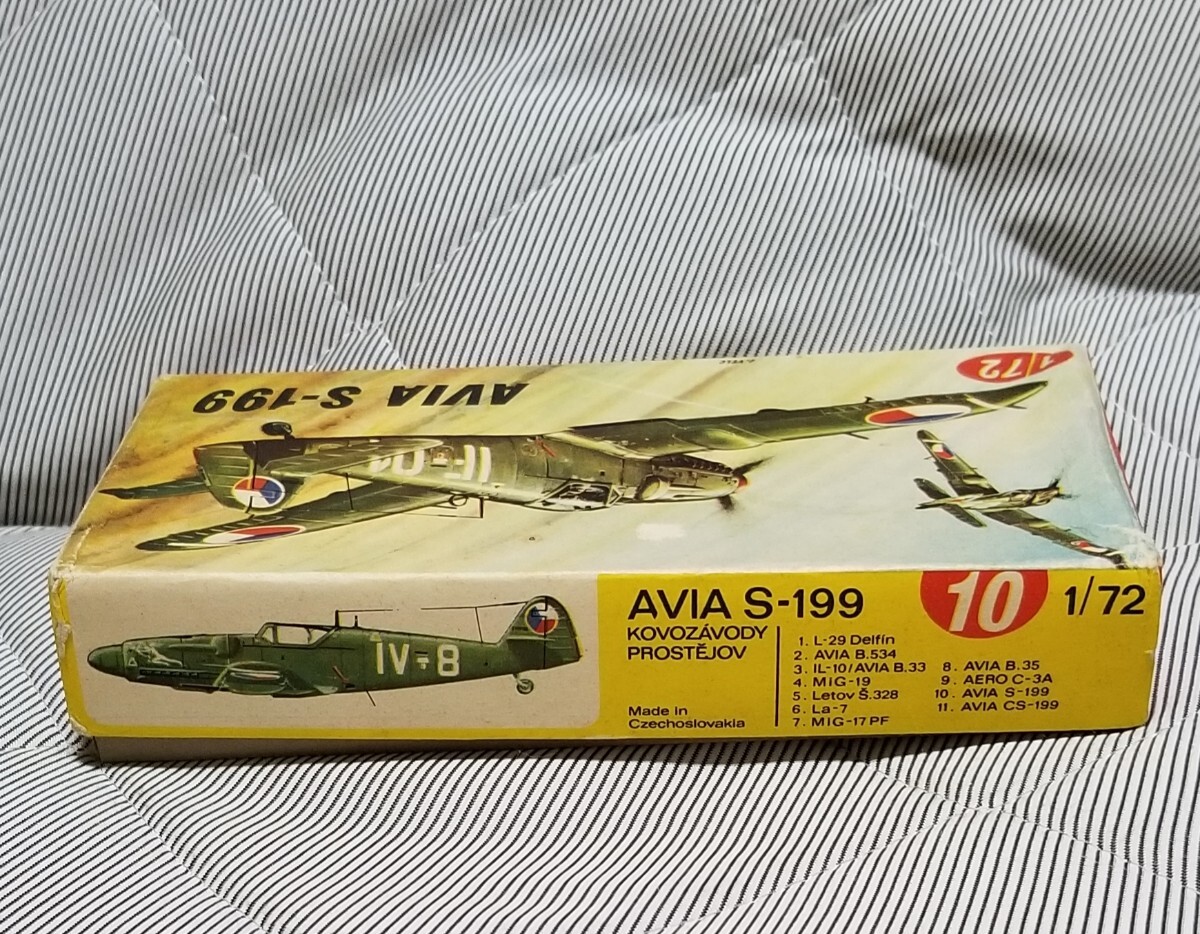 AVIA S-199
1/72
II-01
IV-8
AVIA S-199
10
1/72
KOVOZÁVODY
PROSTĚJOV
Made in
Czechoslovakia
1. L-29 Delfín
2. AVIA B.534
3. IL-10/AVIA B.33
4. MIG-19
5. Letov Š.328
6. La-7
7. MIG-17PF
8. AVIA B.35
9. AERO C-3A
10. AVIA S-199
11. AVIA CS-199